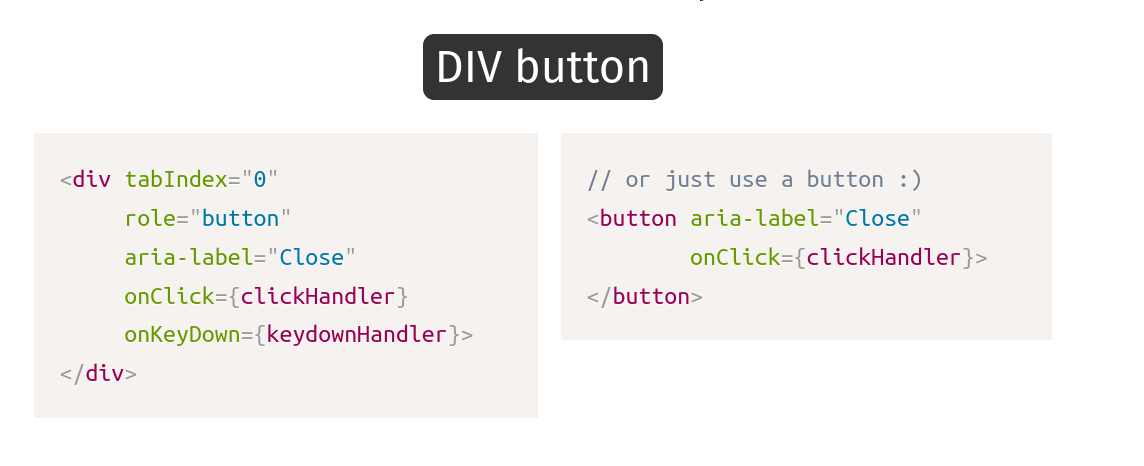 DIV button
<div tabIndex="0"
role="button"
aria-label="Close"
onClick={clickHandler}
onKeyDown={keydownHandler}>
</div>
// or just use a button :)
<button aria-label="Close"
onClick={clickHandler}>
</button>